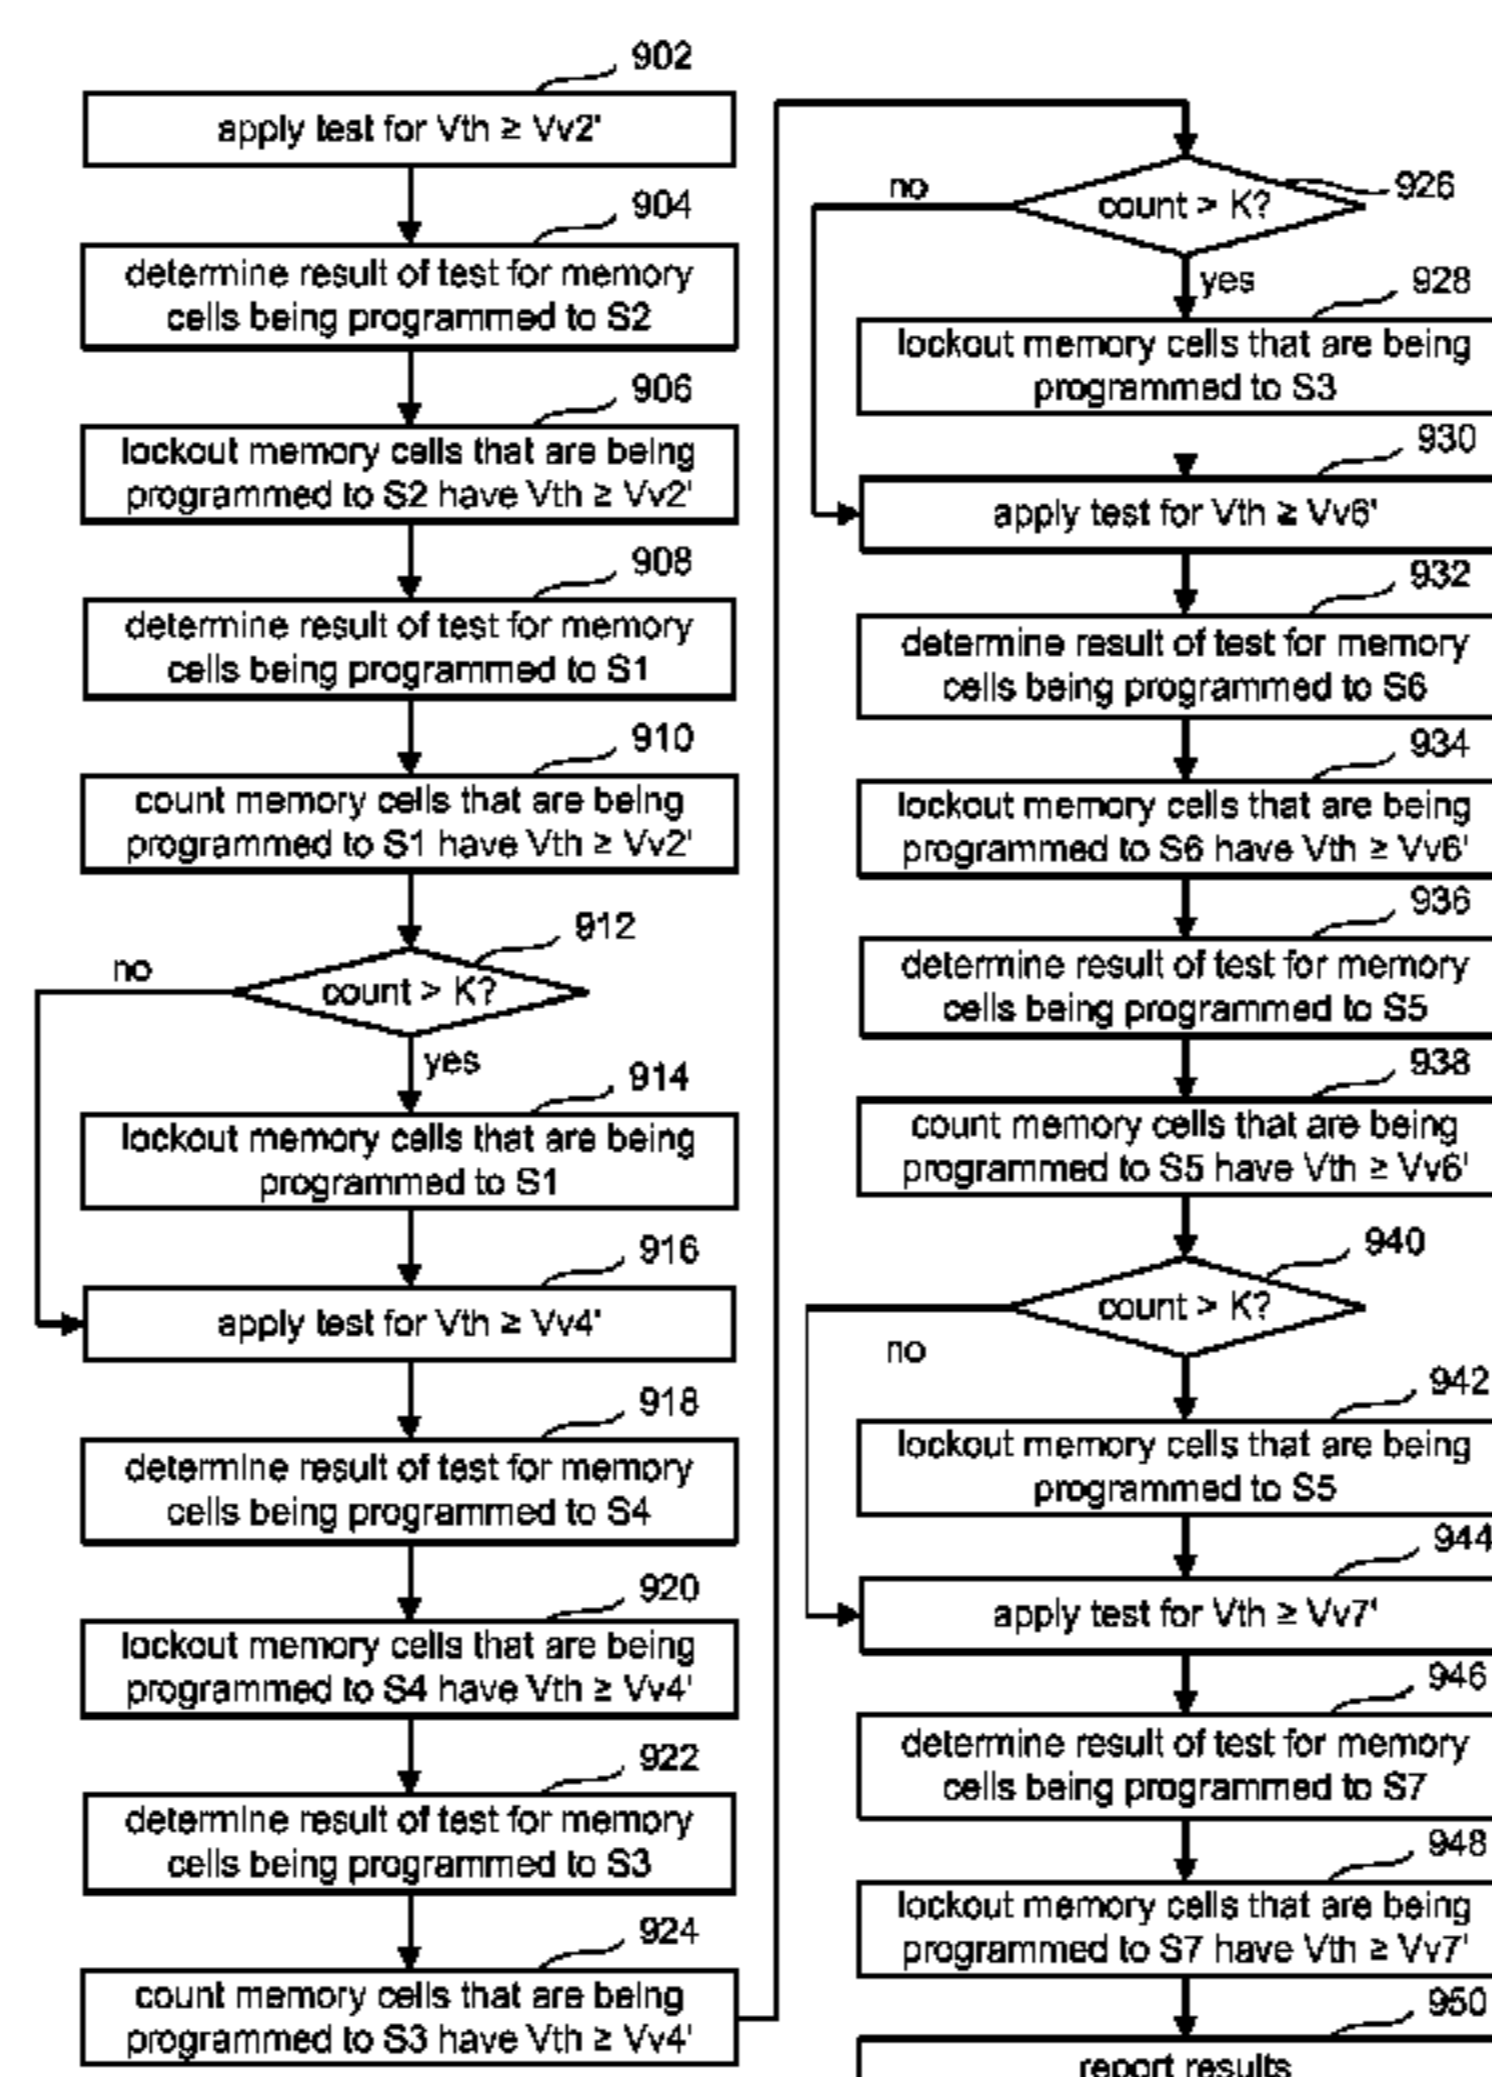 902
apply test for Vth ≥ Vv2'
904
determine result of test for memory
cells being programmed to S2
906
lockout memory cells that are being
programmed to S2 have Vth ≥ Vv2'
908
determine result of test for memory
cells being programmed to S1
910
count memory cells that are being
programmed to S1 have Vth ≥ Vv2'
912
no
count > K?
yes
914
lockout memory cells that are being
programmed to S1
916
apply test for Vth ≥ Vv4'
918
determine result of test for memory
cells being programmed to S4
920
lockout memory cells that are being
programmed to S4 have Vth ≥ Vv4'
922
determine result of test for memory
cells being programmed to S3
924
count memory cells that are being
programmed to S3 have Vth ≥ Vv4'
no
count > K?
926
yes
928
lockout memory cells that are being
programmed to S3
930
apply test for Vth ≥ Vv6'
932
determine result of test for memory
cells being programmed to S6
934
lockout memory cells that are being
programmed to S6 have Vth ≥ Vv6'
936
determine result of test for memory
cells being programmed to S5
938
count memory cells that are being
programmed to S5 have Vth ≥ Vv6'
940
count > K?
no
942
lockout memory cells that are being
programmed to S5
944
apply test for Vth ≥ Vv7'
946
determine result of test for memory
cells being programmed to S7
948
lockout memory cells that are being
programmed to S7 have Vth ≥ Vv7'
950
report results